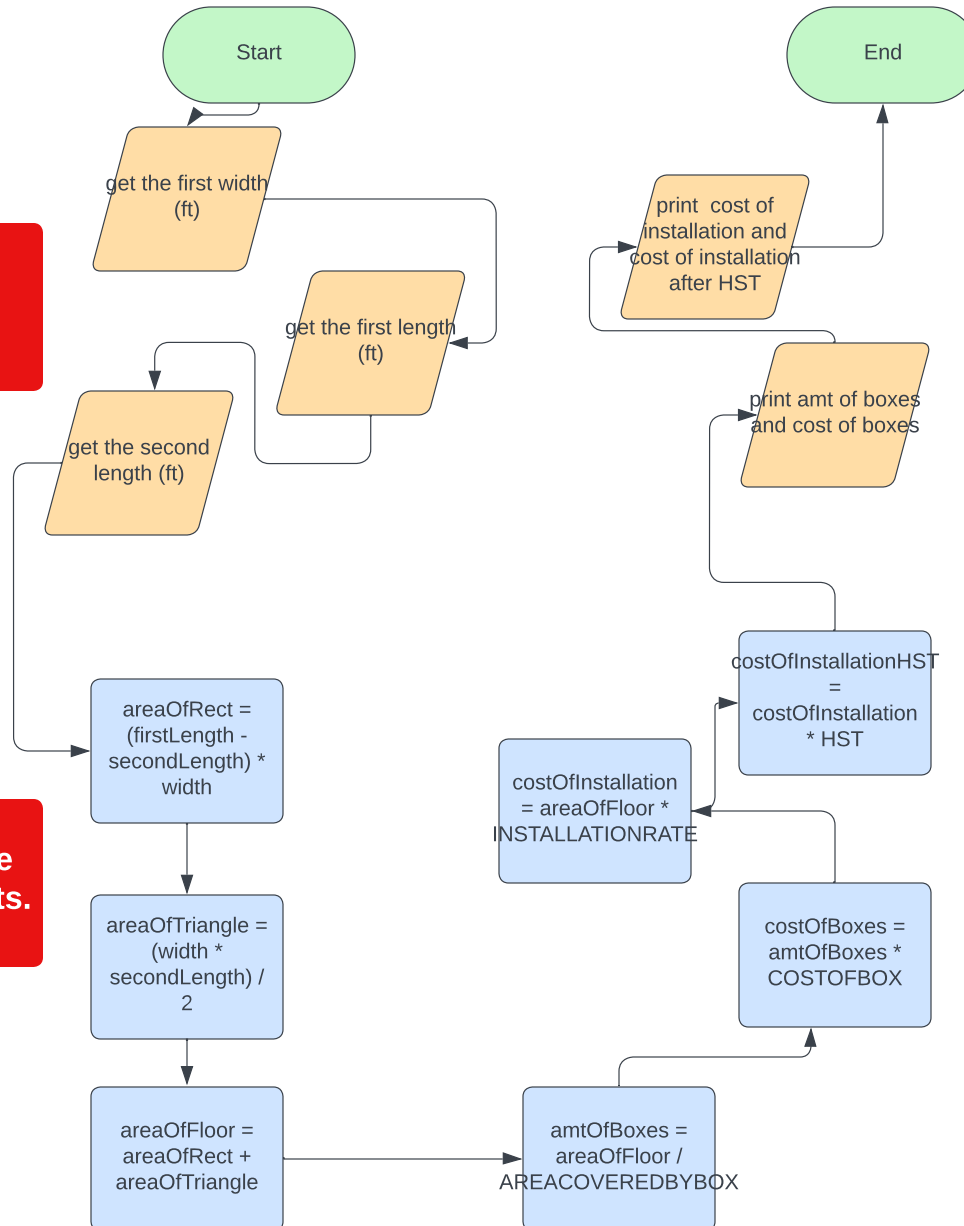 Start
get the first width
(ft)
get the first length
(ft)
get the second
length (ft)
areaOfRect =
(firstLength -
secondLength) *
width
areaOfTriangle =
(width *
secondLength) /
2
areaOfFloor =
areaOfRect +
areaOfTriangle
amtOfBoxes =
areaOfFloor /
AREACOVEREDBYBOX
costOfBoxes =
amtOfBoxes *
COSTOFBOX
costOfInstallation
= areaOfFloor *
INSTALLATIONRATE
costOfInstallationHST
=
costOfInstallation
* HST
print amt of boxes
and cost of boxes
print  cost of
installation and
cost of installation
after HST
End